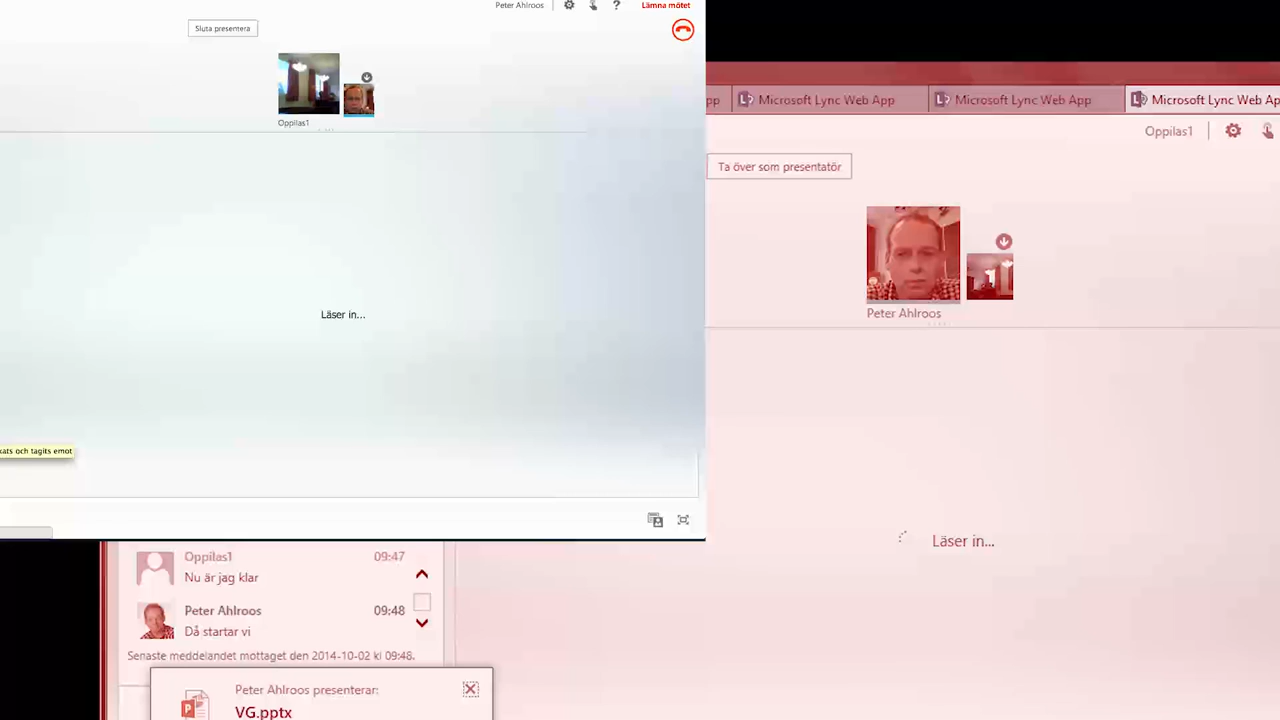 Peter Ahlroos
?
Lämna mötet
Sluta presentera
Oppilas1
Läser in...
kats och tagits emot
Microsoft Lync Web App
Microsoft Lync Web App
Microsoft Lync Web Ap
Oppilas1
Ta över som presentatör
Peter Ahlroos
Läser in...
Oppilas1 09:47
Nu är jag klar
Peter Ahlroos 09:48
Då startar vi
Senaste meddelandet mottaget den 2014-10-02 kl 09:48.
Peter Ahlroos presenterar:
VG.pptx